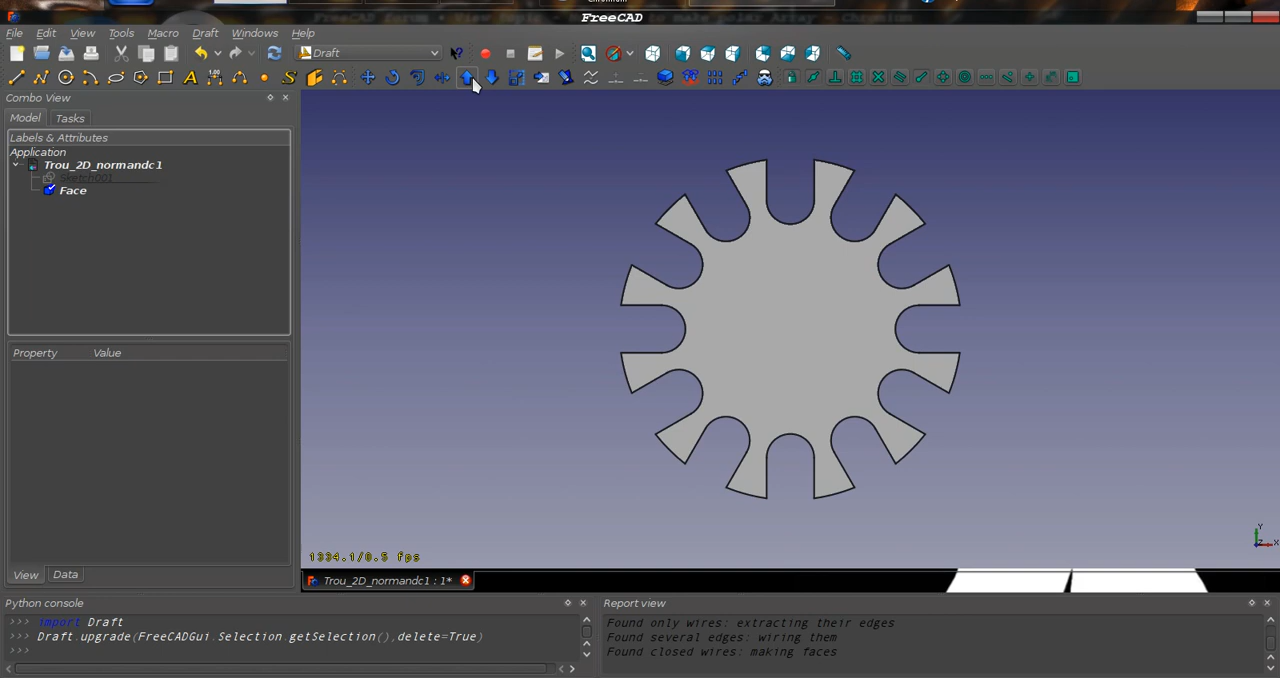 FreeCAD
File Edit View Tools Macro Draft Windows Help
Draft
Combo View
Model Tasks
Labels & Attributes
Application
Trou_2D_normandc1
Sketch001
Face
Property Value
1334.1/0.5 fps
Y
Z X
View Data
Trou_2D_normandc1 : 1*
Python console
>>> import Draft
>>> Draft.upgrade(FreeCADGui.Selection getSelection(),delete=True)
>>>
Report view
Found only wires: extracting their edges
Found several edges: wiring them
Found closed wires: making faces